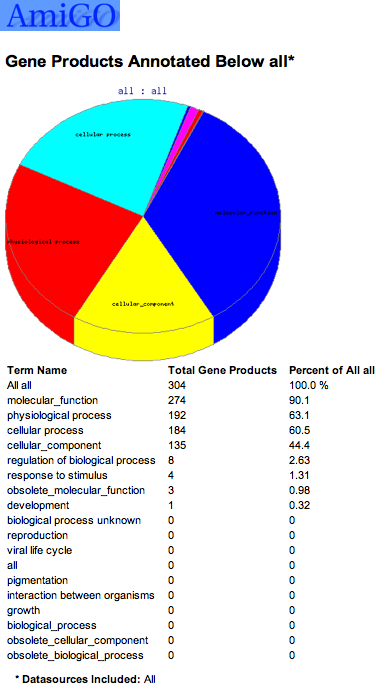 AmiGO
Gene Products Annotated Below all*
all : all
cellular process
molecular_function
physiological process
cellular_component
Term Name Total Gene Products Percent of All all
All all 304 100.0 %
molecular_function 274 90.1
physiological process 192 63.1
cellular process 184 60.5
cellular_component 135 44.4
regulation of biological process 8 2.63
response to stimulus 4 1.31
obsolete_molecular_function 3 0.98
development 1 0.32
biological process unknown 0 0
reproduction 0 0
viral life cycle 0 0
all 0 0
pigmentation 0 0
interaction between organisms 0 0
growth 0 0
biological_process 0 0
obsolete_cellular_component 0 0
obsolete_biological_process 0 0
* Datasources Included: All